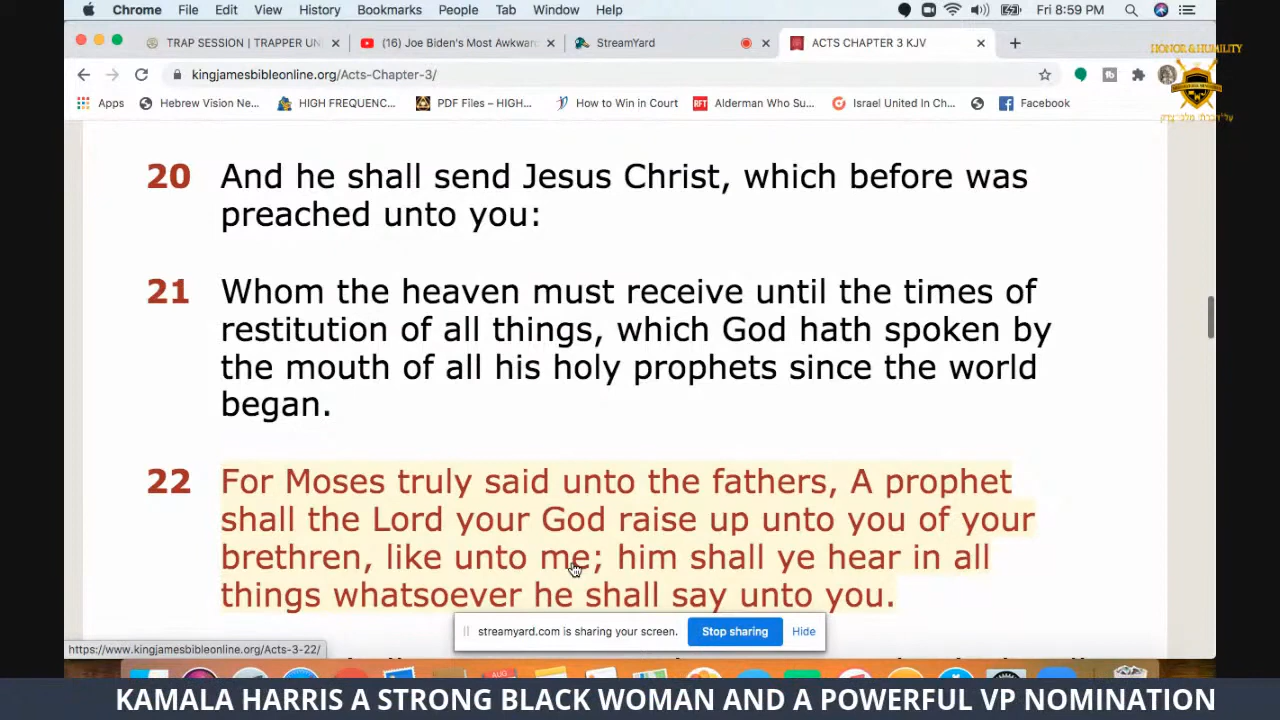 Chrome File Edit View History Bookmarks People Tab Window Help Fri 8:59 PM
TRAP SESSION | TRAPPER UNI (16) Joe Biden's Most Awkwar StreamYard ACTS CHAPTER 3 KJV
HONOR & HUMILITY
kingjamesbibleonline.org/Acts-Chapter-3/
Apps Hebrew Vision Ne... HIGH FREQUENC... PDF Files – HIGH... How to Win in Court RFT Alderman Who Su... Israel United In Ch... Facebook
20 And he shall send Jesus Christ, which before was
preached unto you:
21 Whom the heaven must receive until the times of
restitution of all things, which God hath spoken by
the mouth of all his holy prophets since the world
began.
22 For Moses truly said unto the fathers, A prophet
shall the Lord your God raise up unto you of your
brethren, like unto me; him shall ye hear in all
things whatsoever he shall say unto you.
streamyard.com is sharing your screen. Stop sharing Hide
https://www.kingjamesbibleonline.org/Acts-3-22/
KAMALA HARRIS A STRONG BLACK WOMAN AND A POWERFUL VP NOMINATION